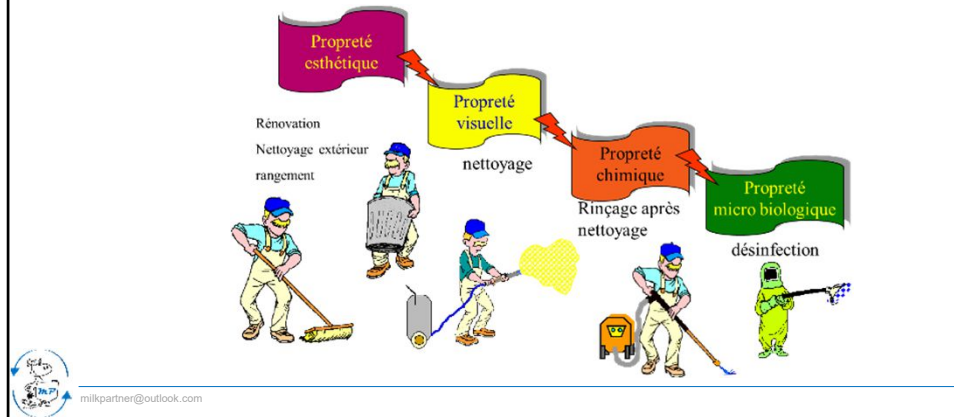 Propreté
esthétique
Propreté
visuelle
Rénovation
Nettoyage extérieur
rangement
nettoyage
Propreté
chimique
Rinçage après
nettoyage
Propreté
micro biologique
désinfection
MP
milkpartner@outlook.com